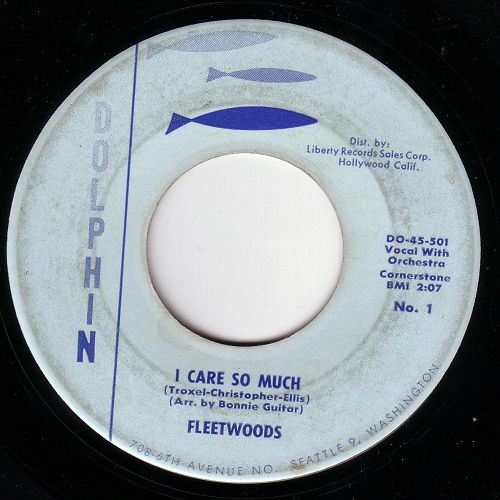 DOLPHIN
Dist. by:
Liberty Records Sales Corp.
Hollywood Calif.
DO-45-501
Vocal With
Orchestra
Cornerstone
BMI 2:07
No. 1
I CARE SO MUCH
(Troxel-Christopher-Ellis)
(Arr. by Bonnie Guitar)
FLEETWOODS
708-6TH AVENUE NO. SEATTLE 9, WASHINGTON